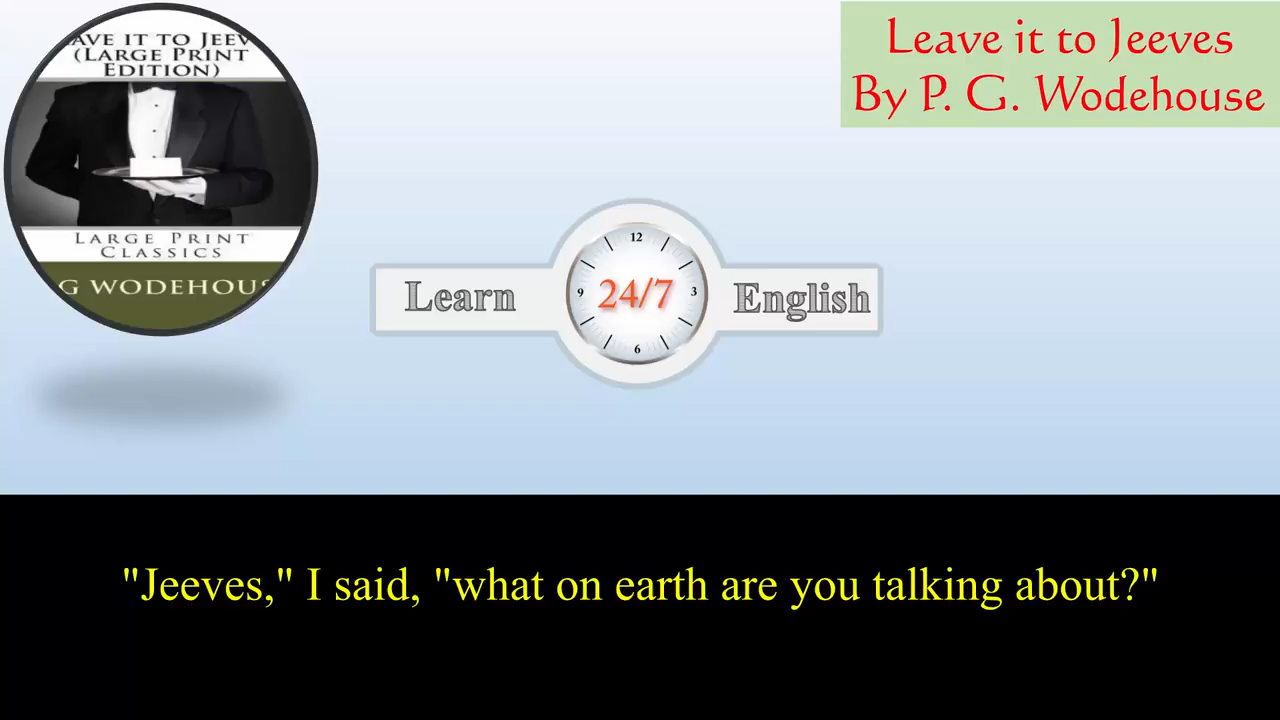 AVE IT TO JEEV
(LARGE PRINT
EDITION)
LARGE PRINT
CLASSICS
G WODEHOUS
Leave it to Jeeves
By P. G. Wodehouse
Learn
12
9
24/7
3
6
English
"Jeeves," I said, "what on earth are you talking about?"